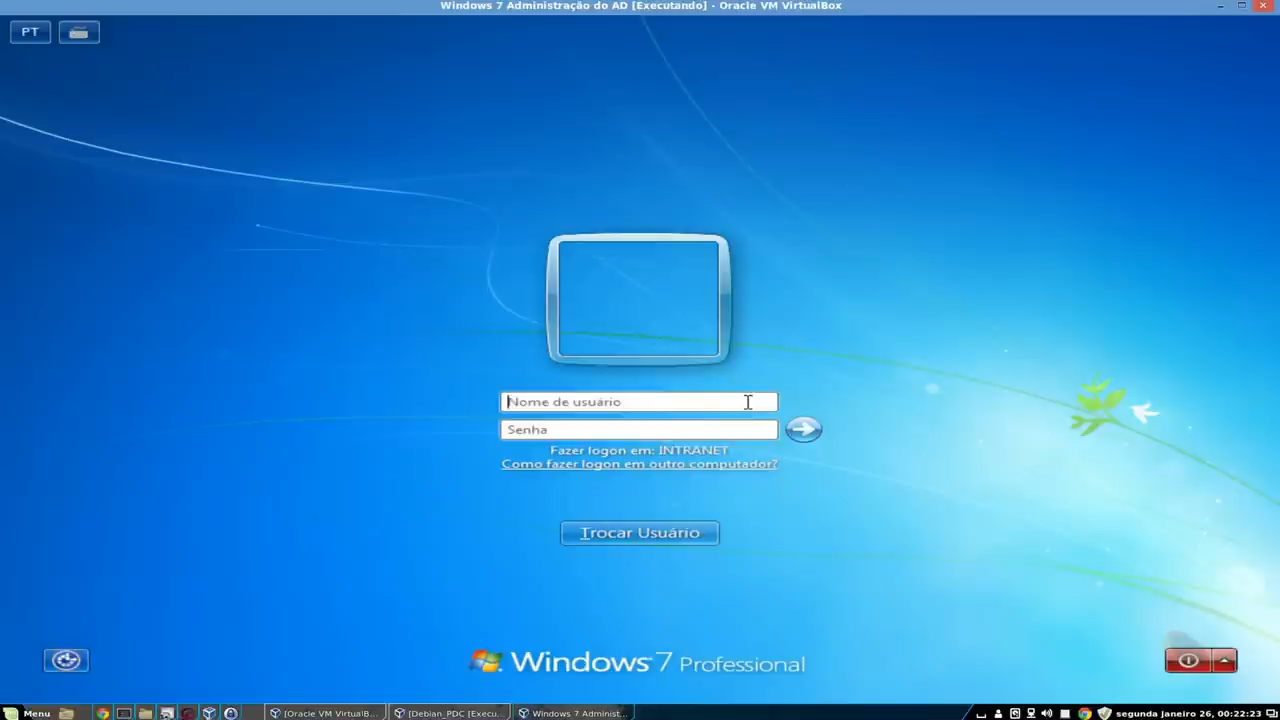 Windows 7 Administração do AD [Executando] - Oracle VM VirtualBox
PT
Nome de usuário
Senha
Fazer logon em: INTRANET
Como fazer logon em outro computador?
Trocar Usuário
Windows 7 Professional
Menu
[Oracle VM VirtualB...
[Debian_PDC [Execu...
Windows 7 Administ...
segunda Janeiro 26, 00:22:23